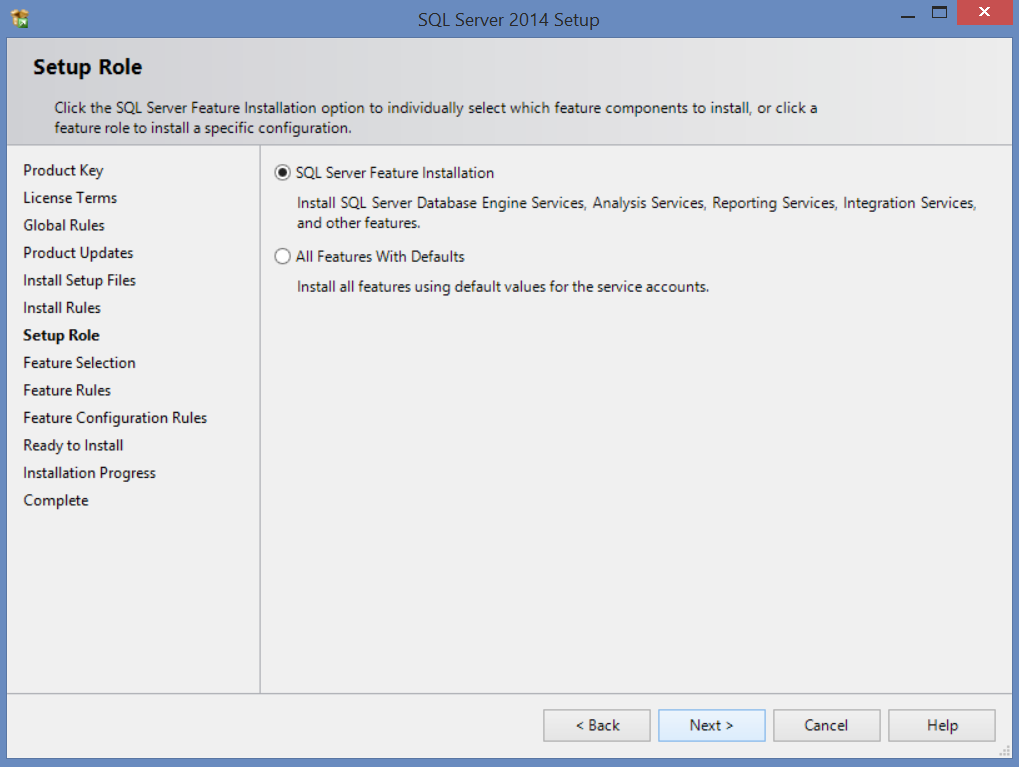 SQL Server 2014 Setup
Setup Role
Click the SQL Server Feature Installation option to individually select which feature components to install, or click a
feature role to install a specific configuration.
Product Key
License Terms
Global Rules
Product Updates
Install Setup Files
Install Rules
Setup Role
Feature Selection
Feature Rules
Feature Configuration Rules
Ready to Install
Installation Progress
Complete
SQL Server Feature Installation
Install SQL Server Database Engine Services, Analysis Services, Reporting Services, Integration Services,
and other features.
All Features With Defaults
Install all features using default values for the service accounts.
< Back
Next >
Cancel
Help